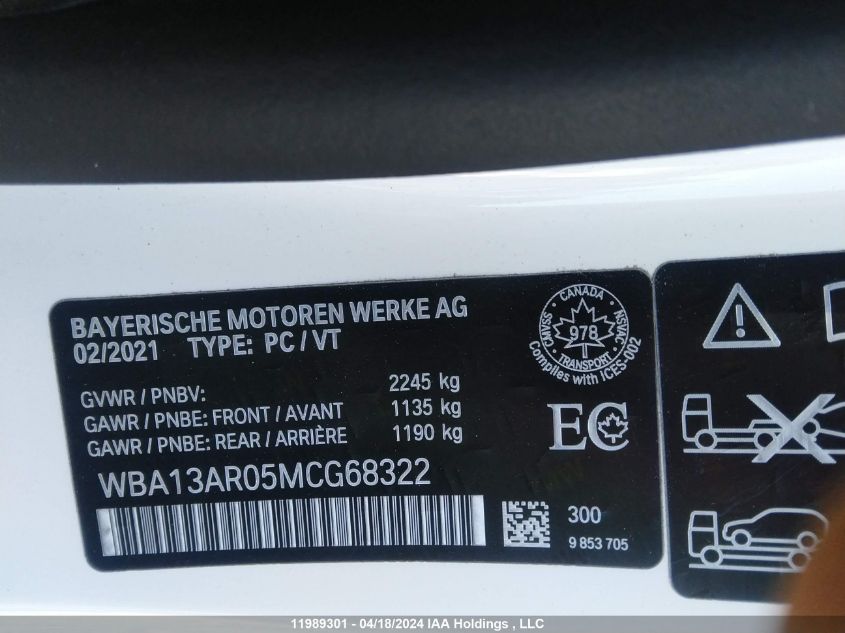 BAYERISCHE MOTOREN WERKE AG
02/2021 TYPE: PC / VT
GVWR / PNBV: 2245 kg
GAWR / PNBE: FRONT / AVANT 1135 kg
GAWR / PNBE: REAR / ARRIÈRE 1190 kg
WBA13AR05MCG68322
CANADA
CMVSS NSVAC
978
TRANSPORT
Complies with ICES-002
EC
300
9 853 705
11989301 - 04/18/2024 IAA Holdings , LLC